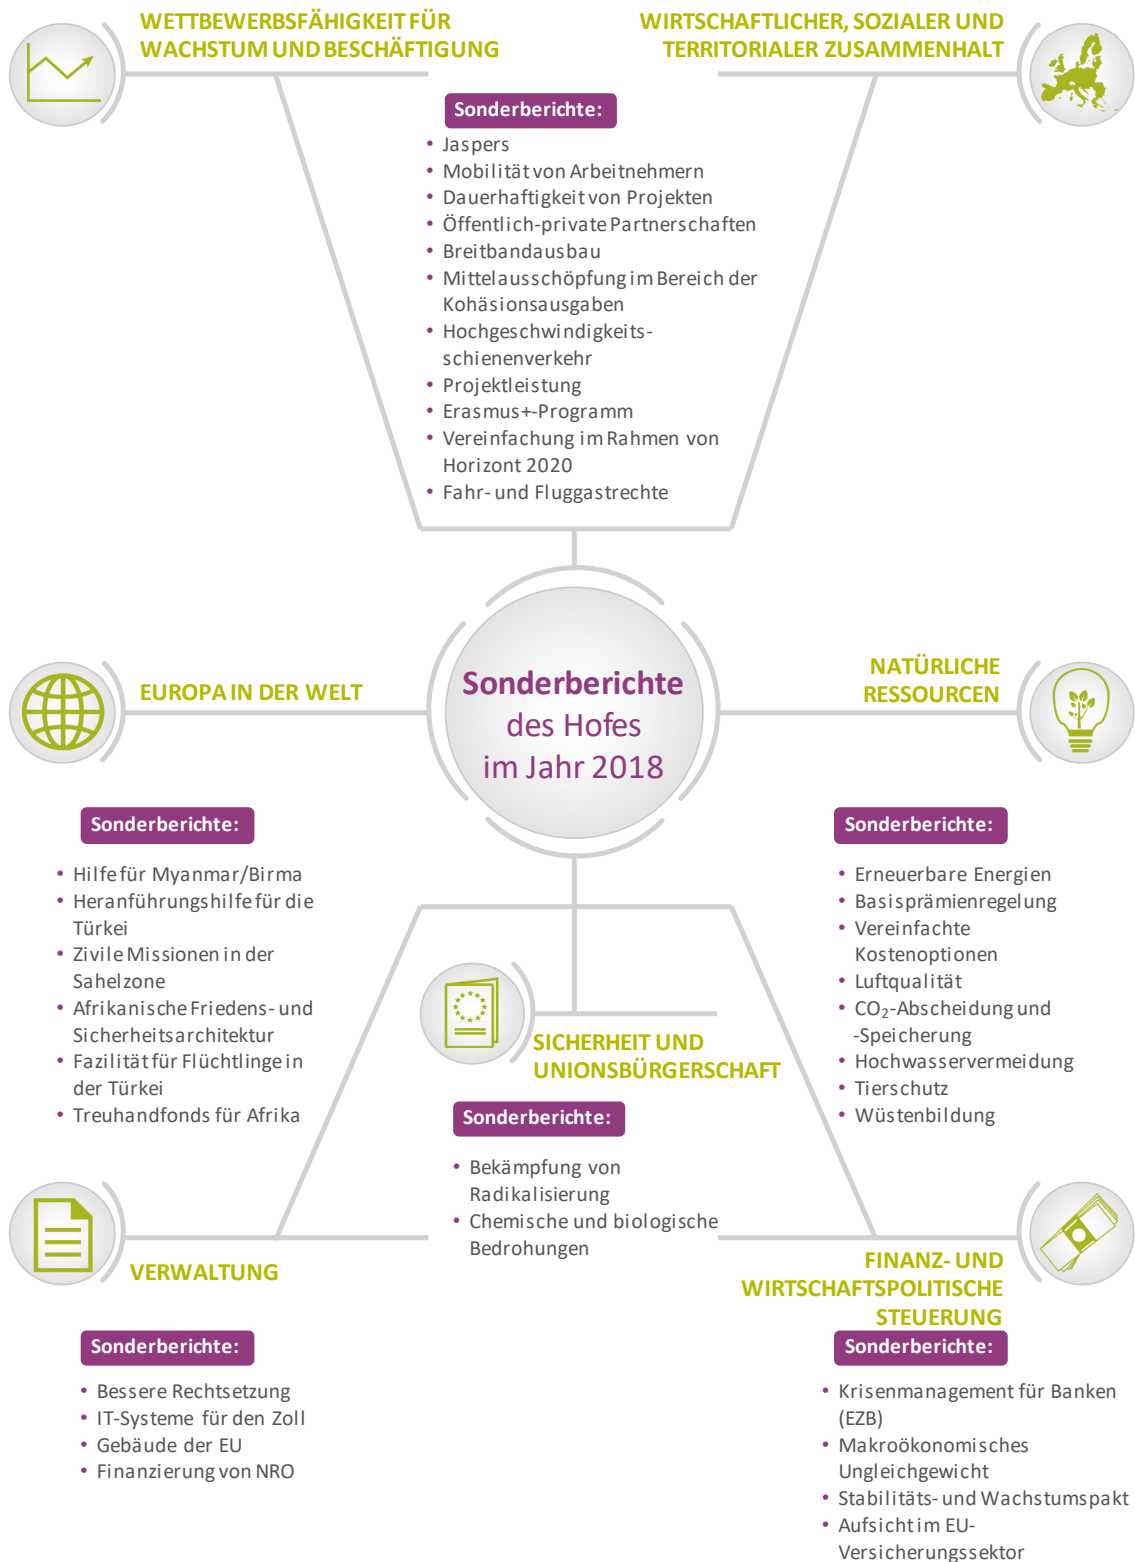 WETTBEWERBSFÄHIGKEIT FÜR
WACHSTUM UND BESCHÄFTIGUNG
WIRTSCHAFTLICHER, SOZIALER UND
TERRITORIALER ZUSAMMENHALT
Sonderberichte:
• Jaspers
• Mobilität von Arbeitnehmern
• Dauerhaftigkeit von Projekten
• Öffentlich-private Partnerschaften
• Breitbandausbau
• Mittelausschöpfung im Bereich der
Kohäsionsausgaben
• Hochgeschwindigkeits-
schienenverkehr
• Projektleistung
• Erasmus+-Programm
• Vereinfachung im Rahmen von
Horizont 2020
• Fahr- und Fluggastrechte
Sonderberichte
des Hofes
im Jahr 2018
EUROPA IN DER WELT
Sonderberichte:
• Hilfe für Myanmar/Birma
• Heranführungshilfe für die
Türkei
• Zivile Missionen in der
Sahelzone
• Afrikanische Friedens- und
Sicherheitsarchitektur
• Fazilität für Flüchtlinge in
der Türkei
• Treuhandfonds für Afrika
NATÜRLICHE
RESSOURCEN
Sonderberichte:
• Erneuerbare Energien
• Basisprämienregelung
• Vereinfachte
Kostenoptionen
• Luftqualität
• CO₂-Abscheidung und
-Speicherung
• Hochwasservermeidung
• Tierschutz
• Wüstenbildung
SICHERHEIT UND
UNIONSBÜRGERSCHAFT
Sonderberichte:
• Bekämpfung von
Radikalisierung
• Chemische und biologische
Bedrohungen
VERWALTUNG
Sonderberichte:
• Bessere Rechtsetzung
• IT-Systeme für den Zoll
• Gebäude der EU
• Finanzierung von NRO
FINANZ- UND
WIRTSCHAFTSPOLITISCHE
STEUERUNG
Sonderberichte:
• Krisenmanagement für Banken
(EZB)
• Makroökonomisches
Ungleichgewicht
• Stabilitäts- und Wachstumspakt
• Aufsicht im EU-
Versicherungssektor